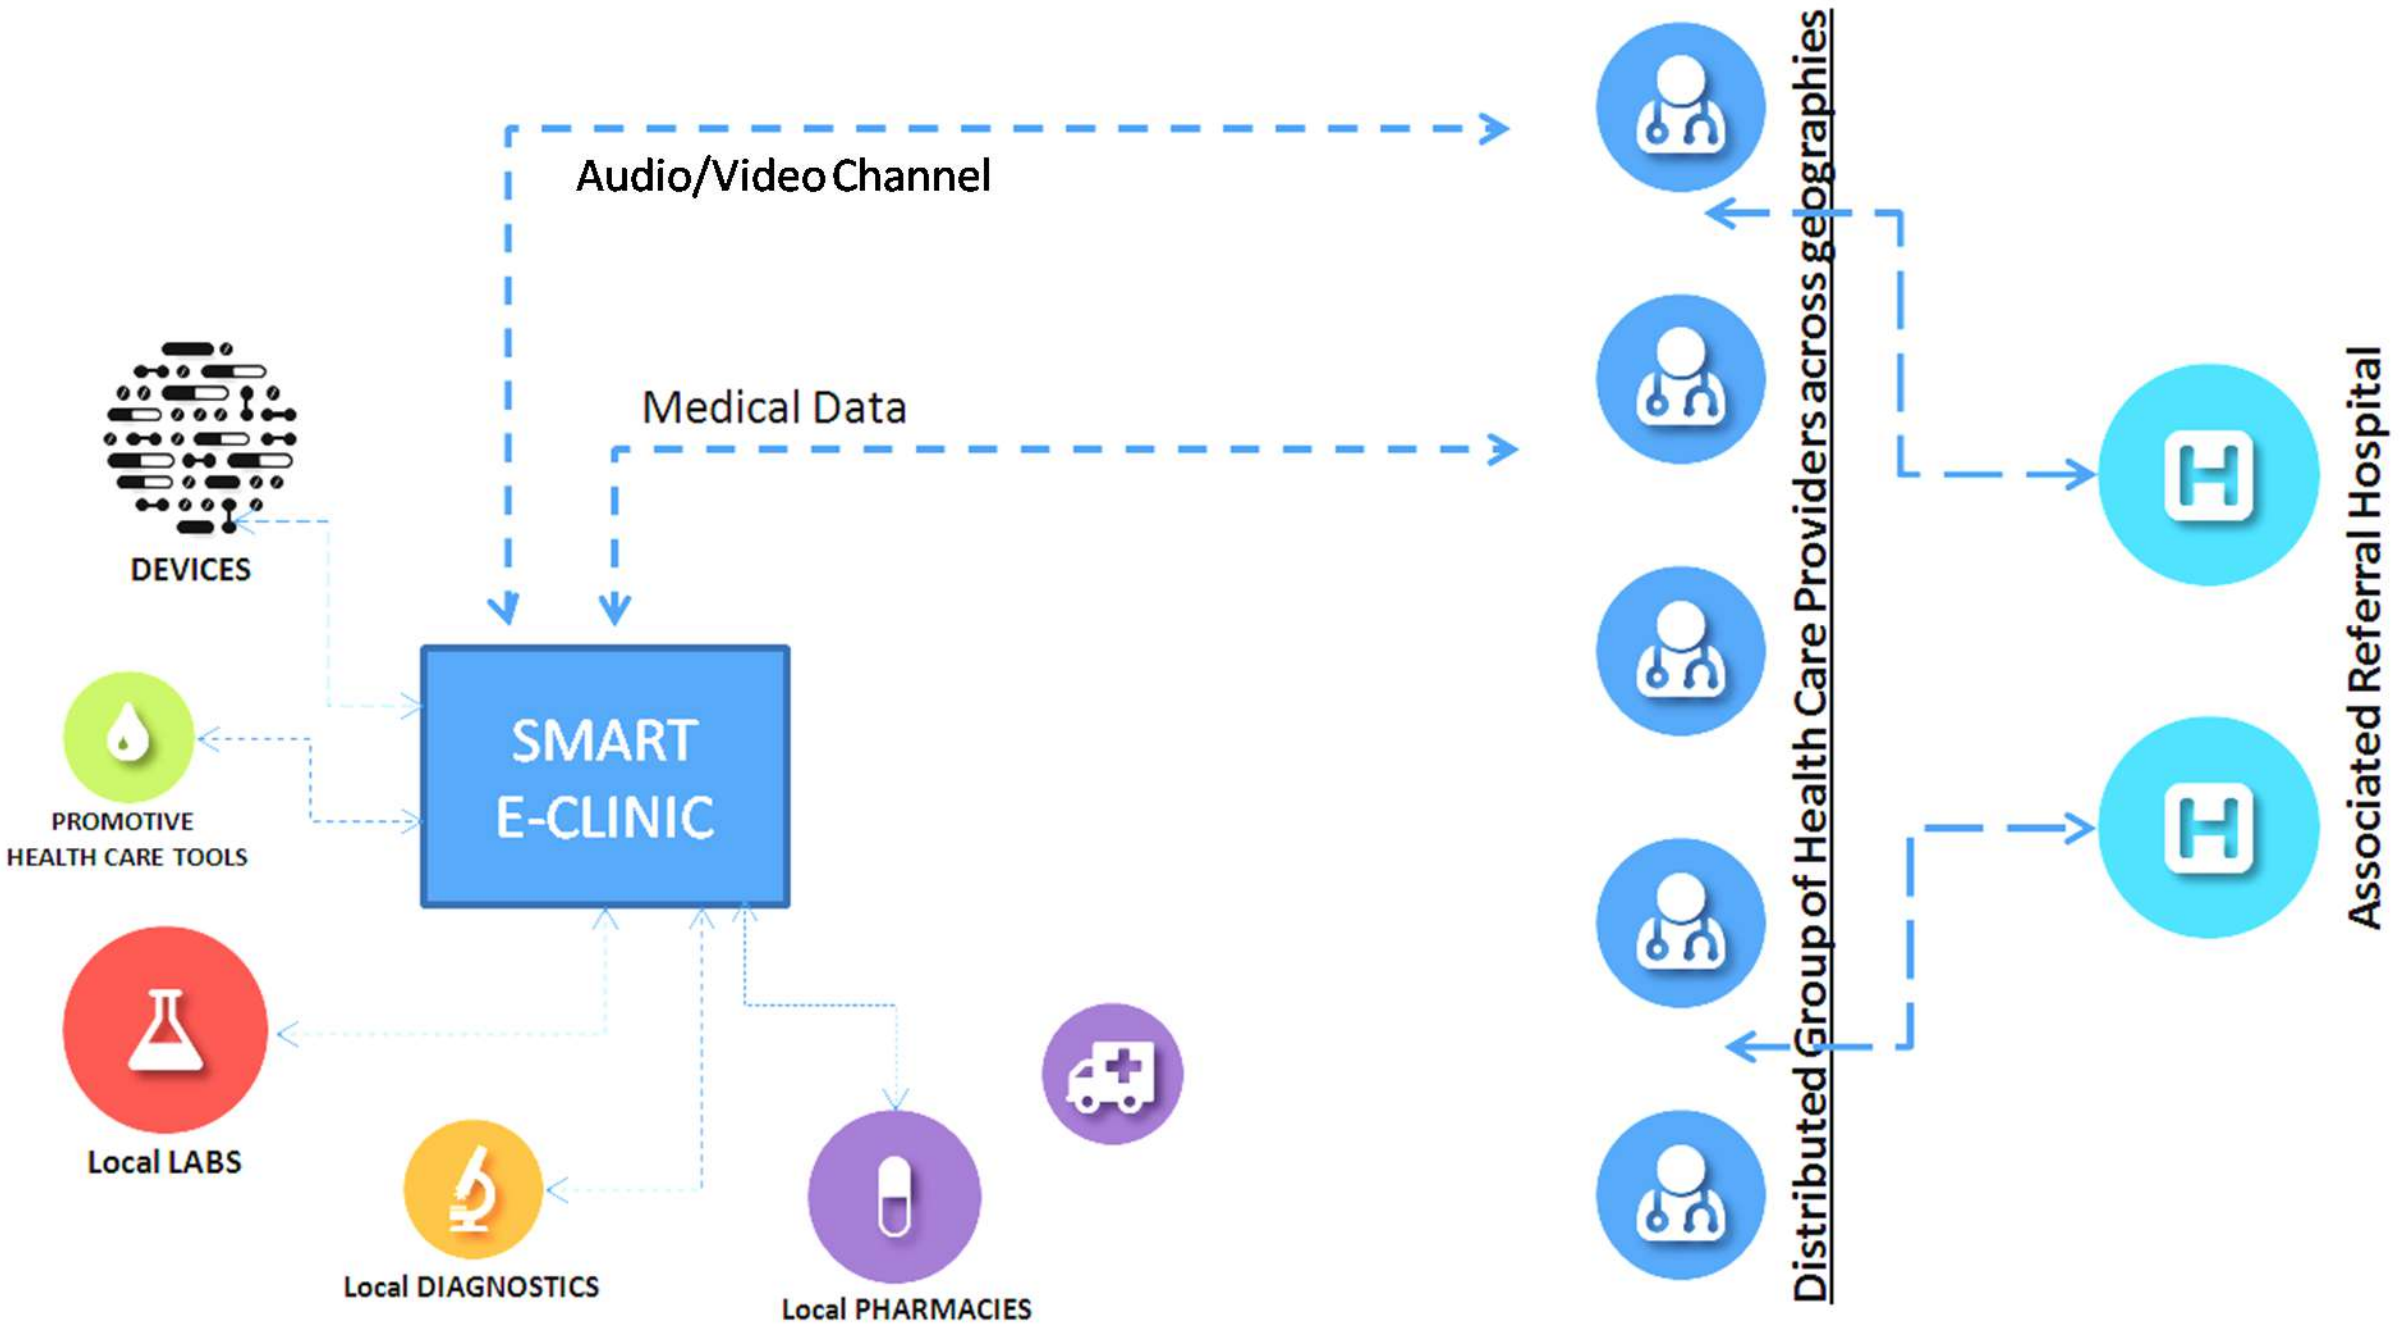 Audio/Video Channel
Medical Data
DEVICES
SMART
E-CLINIC
PROMOTIVE
HEALTH CARE TOOLS
Local LABS
Local DIAGNOSTICS
Local PHARMACIES
Distributed Group of Health Care Providers across geographies
H
H
Associated Referral Hospital